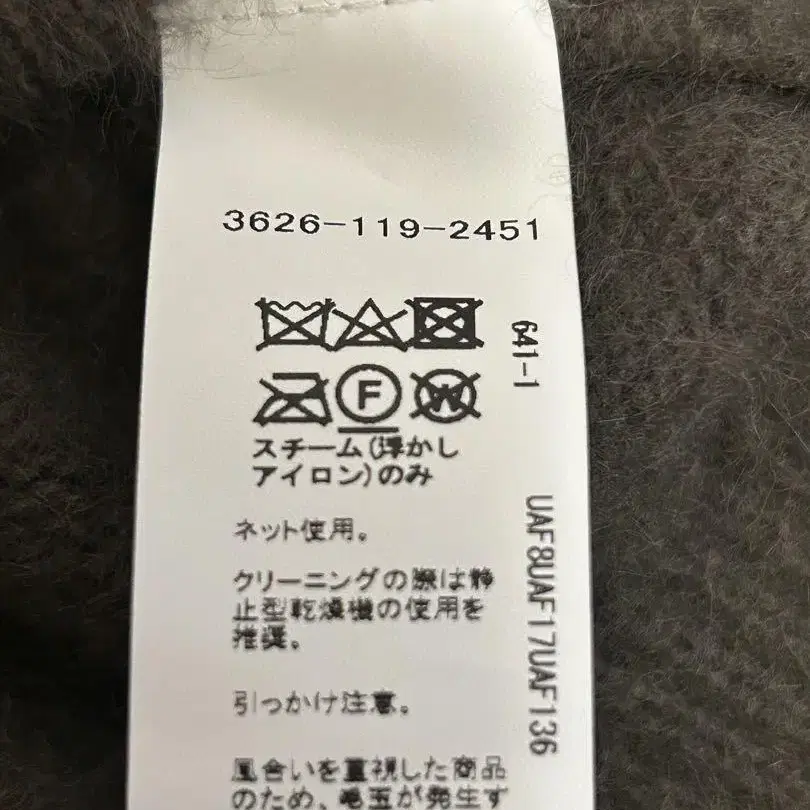 3626-119-2451
641-1
F
W
スチーム(浮かし
アイロン)のみ
UAF8UAF17UAF136
ネット使用。
クリーニングの際は静
止型乾燥機の使用を
推奨。
引っかけ注意。
風合いを重視した商品
のため、毛玉が発生す